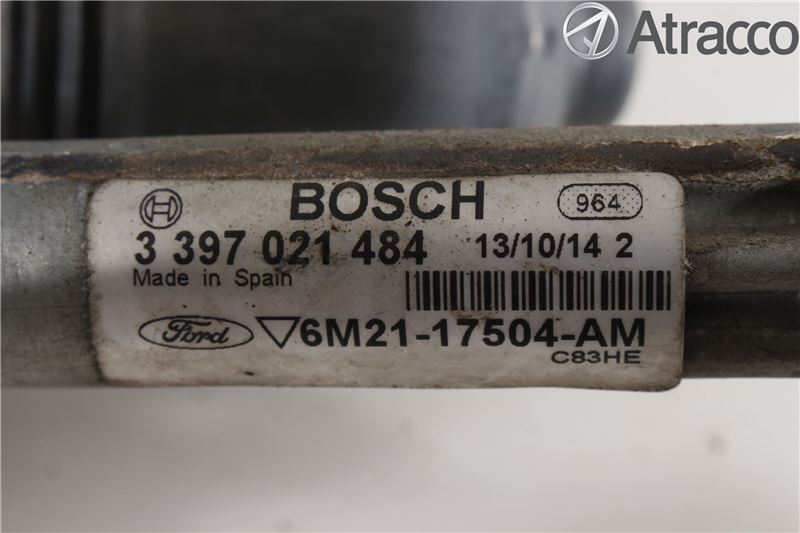 Atracco
BOSCH 964
3 397 021 484 13/10/14 2
Made in Spain
Ford 6M21-17504-AM
C83HE